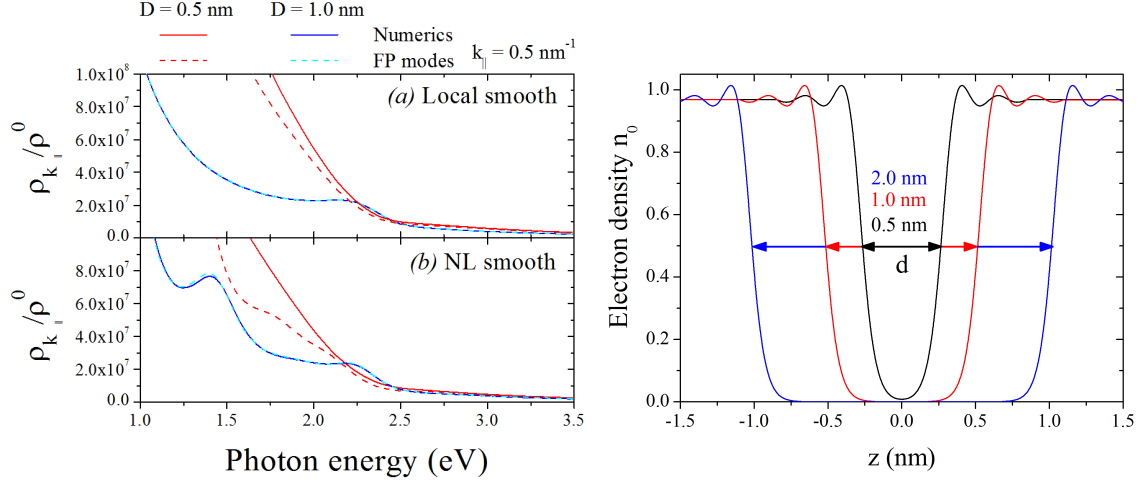 D = 0.5 nm D = 1.0 nm
Numerics
FP modes k∥ = 0.5 nm⁻¹
1.0x10⁸
8.0x10⁷
6.0x10⁷
4.0x10⁷
2.0x10⁷
0.0
ρk∥/ρ⁰
(a) Local smooth
8.0x10⁷
6.0x10⁷
4.0x10⁷
2.0x10⁷
0.0
ρk∥/ρ⁰
(b) NL smooth
1.0 1.5 2.0 2.5 3.0 3.5
Photon energy (eV)
Electron density n₀
1.0
0.8
0.6
0.4
0.2
0.0
2.0 nm
1.0 nm
0.5 nm
d
-1.5 -1.0 -0.5 0.0 0.5 1.0 1.5
z (nm)